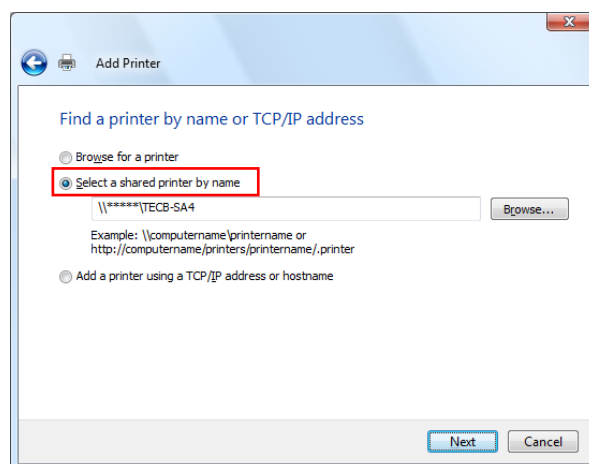 Add Printer
Find a printer by name or TCP/IP address
Browse for a printer
Select a shared printer by name
\\*****\TECB-SA4
Browse...
Example: \\computername\printername or
http://computername/printers/printername/.printer
Add a printer using a TCP/IP address or hostname
Next
Cancel